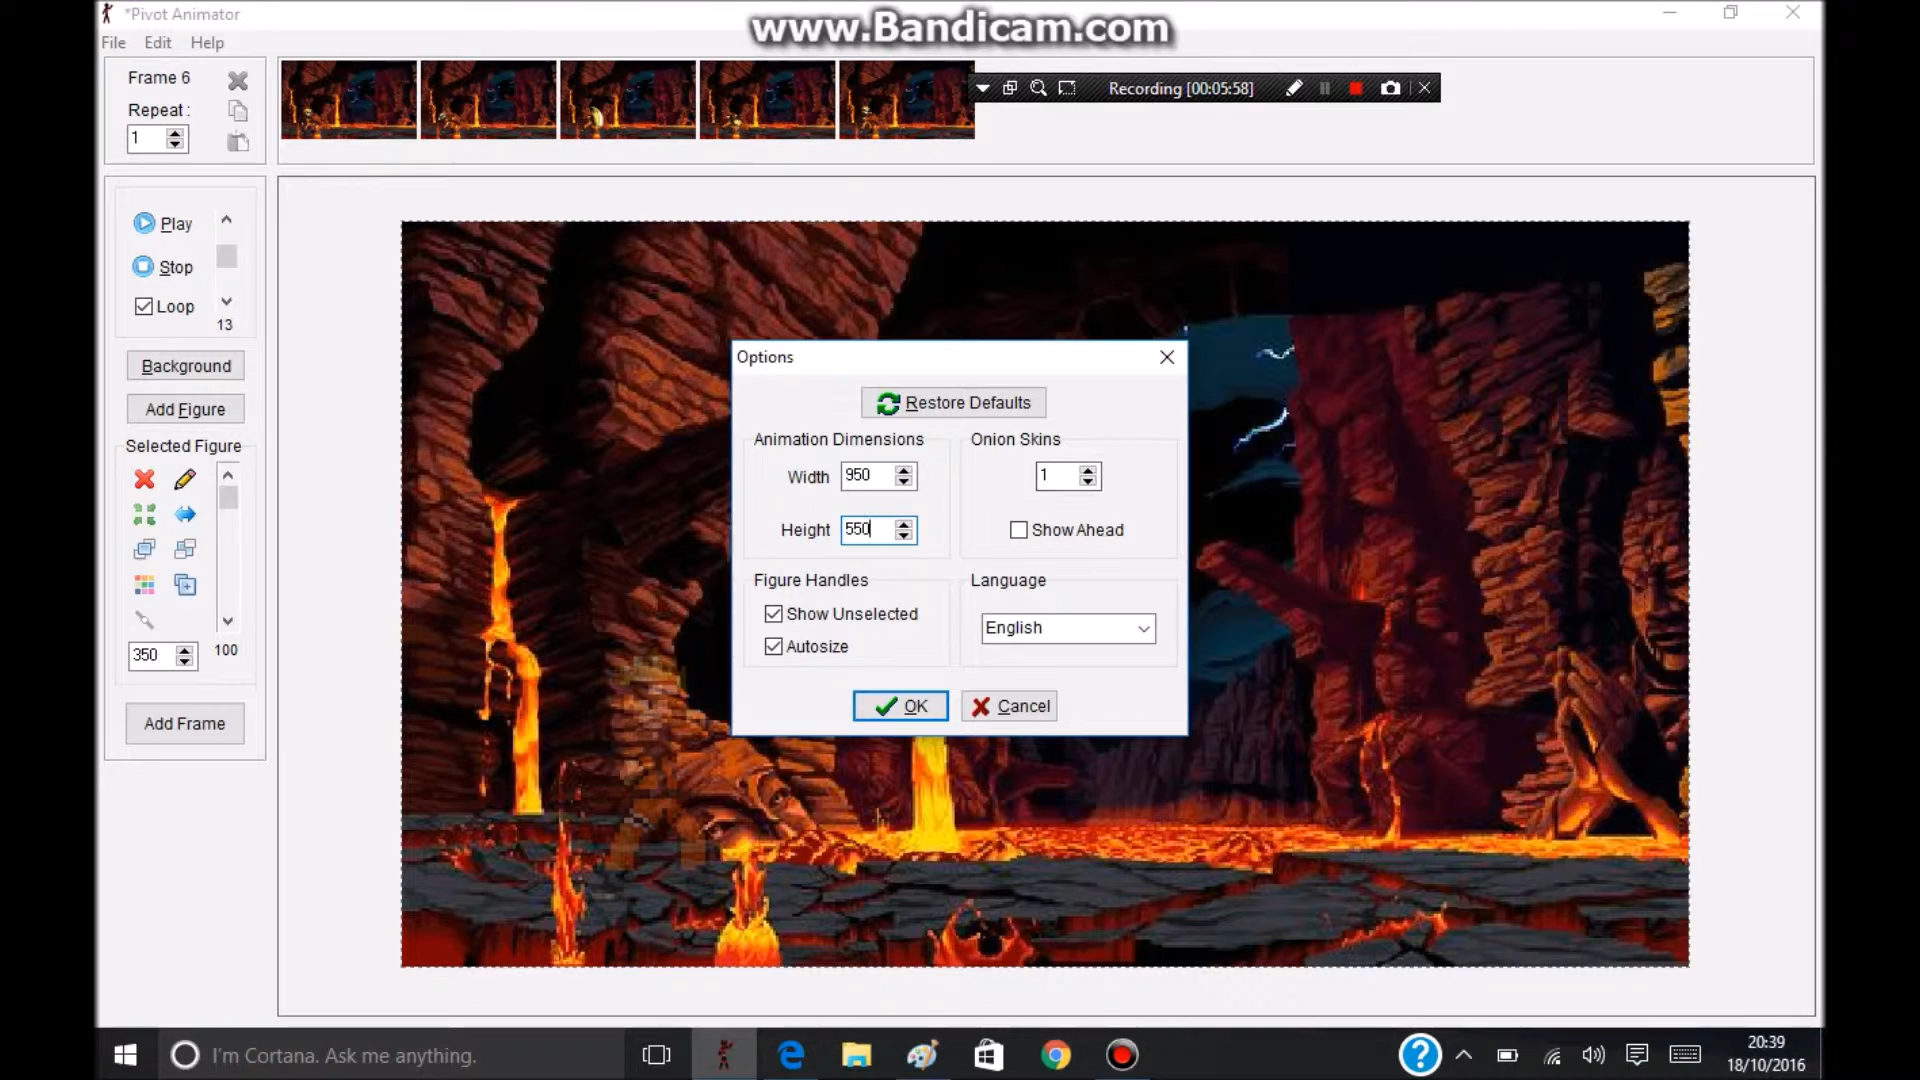 *Pivot Animator
www.Bandicam.com
File Edit Help
Frame 6
Repeat :
1
Recording [00:05:58]
Play
Stop
Loop
13
Background
Add Figure
Selected Figure
350
100
Add Frame
Options
Restore Defaults
Animation Dimensions
Width 950
Height 550
Onion Skins
1
Show Ahead
Figure Handles
Show Unselected
Autosize
Language
English
OK
Cancel
I'm Cortana. Ask me anything.
20:39
18/10/2016